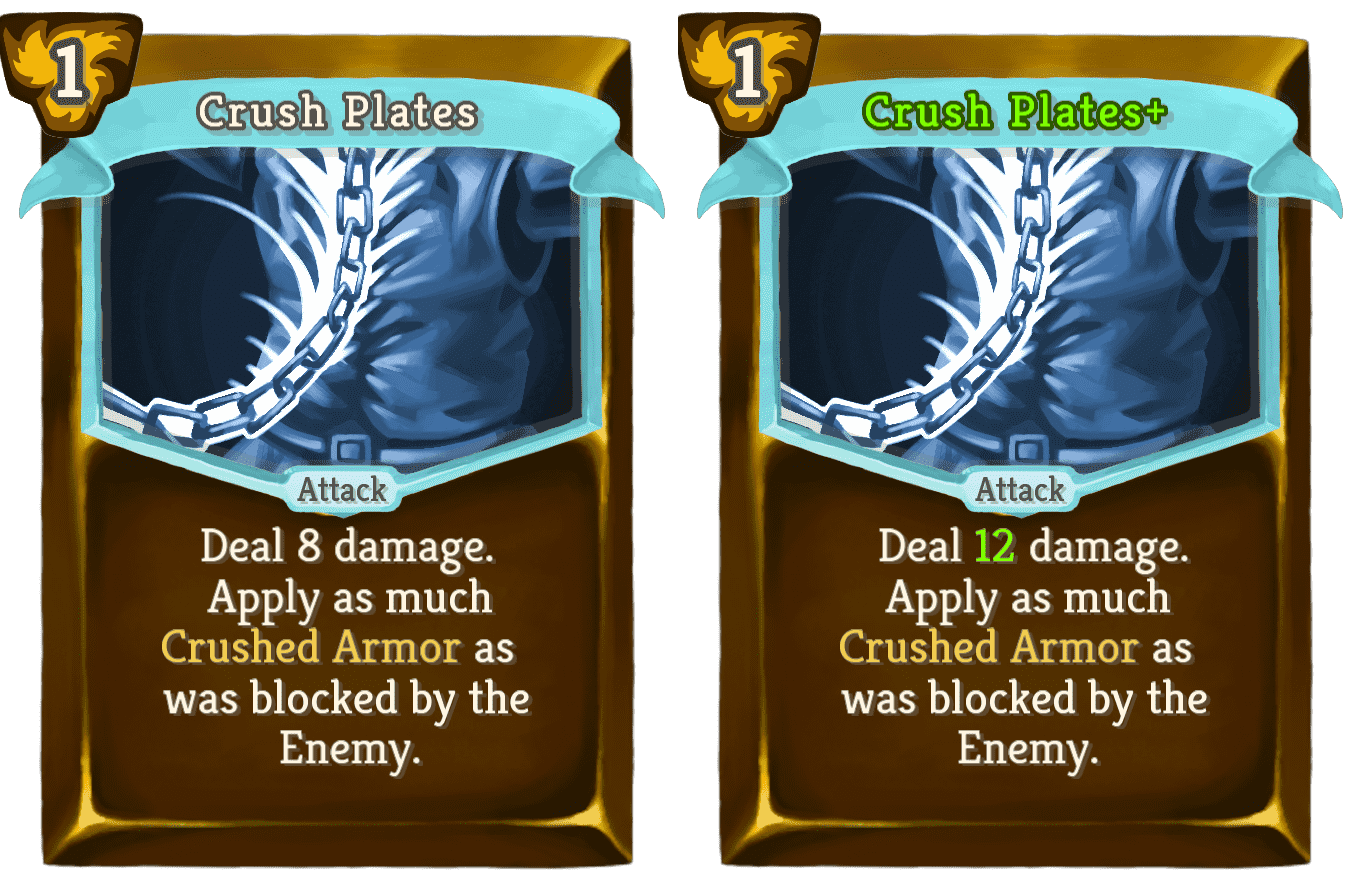 1
Crush Plates
Attack
Deal 8 damage.
Apply as much
Crushed Armor as
was blocked by the
Enemy.
1
Crush Plates+
Attack
Deal 12 damage.
Apply as much
Crushed Armor as
was blocked by the
Enemy.